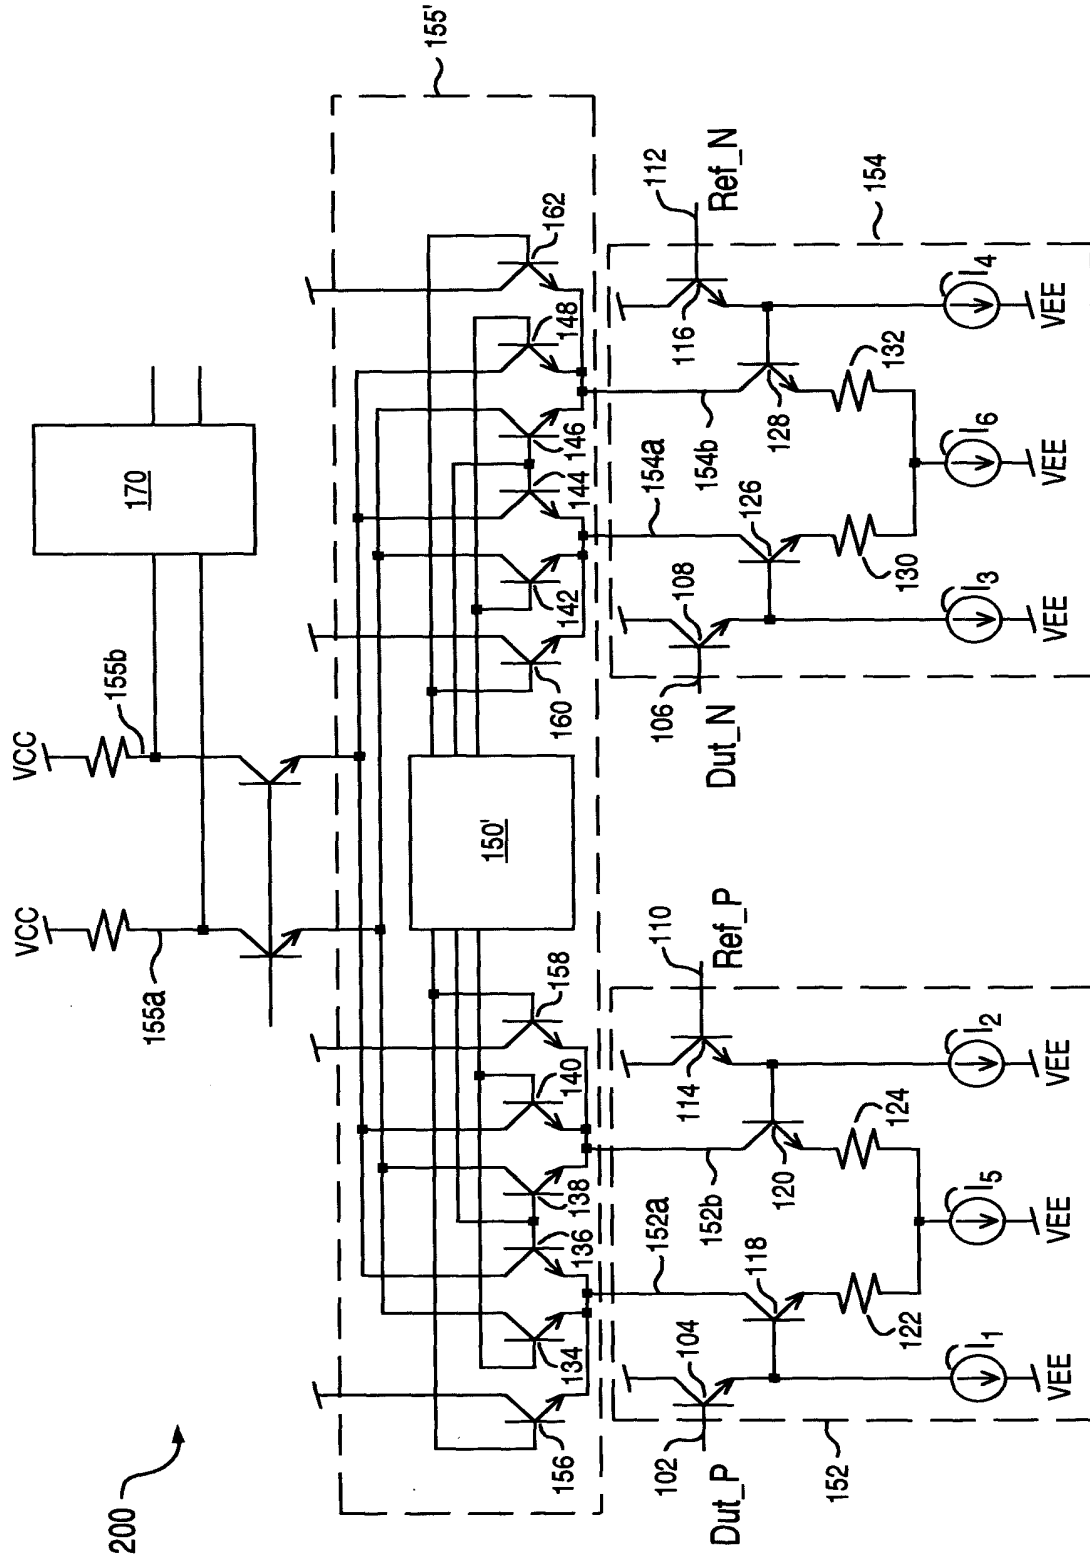 200
VCC
VCC
155a
155b
170
155'
150'
156
134
136
138
140
158
160
142
144
146
148
162
152a
152b
154a
154b
102
Dut_P
104
118
122
120
124
114
110
Ref_P
I1
VEE
I5
VEE
I2
VEE
152
106
Dut_N
108
126
130
128
132
116
112
Ref_N
I3
VEE
I6
VEE
I4
VEE
154